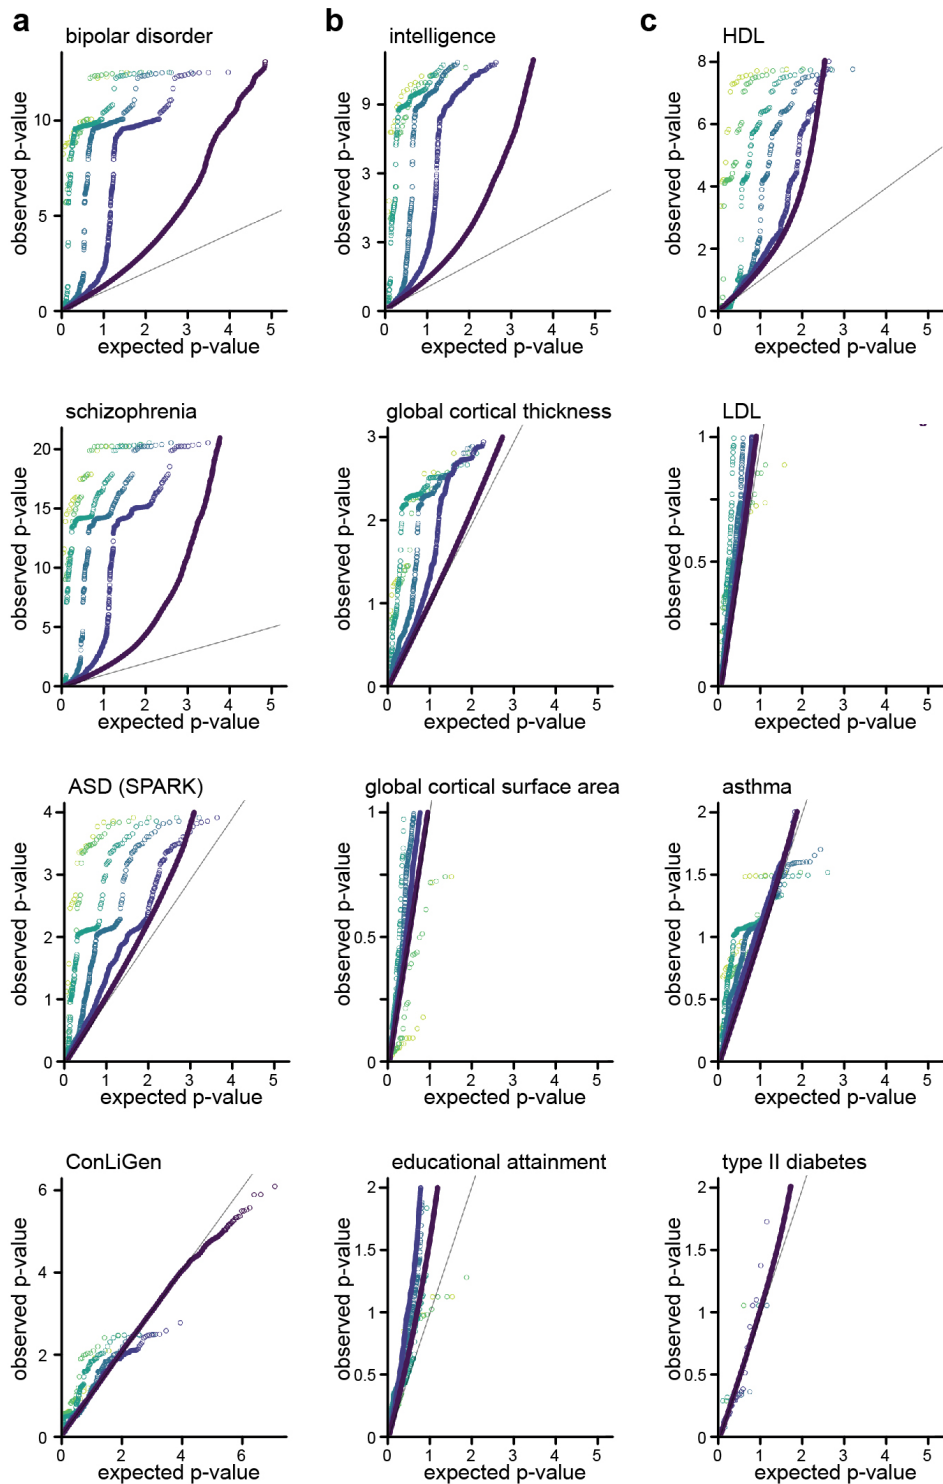 a b c
bipolar disorder intelligence HDL
observed p-value observed p-value observed p-value
10 5 0
9 3 3 0
8 6 4 2 0
0 1 2 3 4 5 0 1 2 3 4 5 0 1 2 3 4 5
expected p-value expected p-value expected p-value
schizophrenia global cortical thickness LDL
observed p-value observed p-value observed p-value
20 15 10 5 0
3 2 1 0
1 0.5 0
0 1 2 3 4 5 0 1 2 3 4 5 0 1 2 3 4 5
expected p-value expected p-value expected p-value
ASD (SPARK) global cortical surface area asthma
observed p-value observed p-value observed p-value
4 3 2 1 0
1 0.5 0
2 1.5 1 0.5 0
0 1 2 3 4 5 0 1 2 3 4 5 0 1 2 3 4 5
expected p-value expected p-value expected p-value
ConLiGen educational attainment type II diabetes
observed p-value observed p-value observed p-value
6 4 2 0
2 1.5 1 0.5 0
2 1.5 1 0.5 0
0 2 4 6 0 1 2 3 4 5 0 1 2 3 4 5
expected p-value expected p-value expected p-value